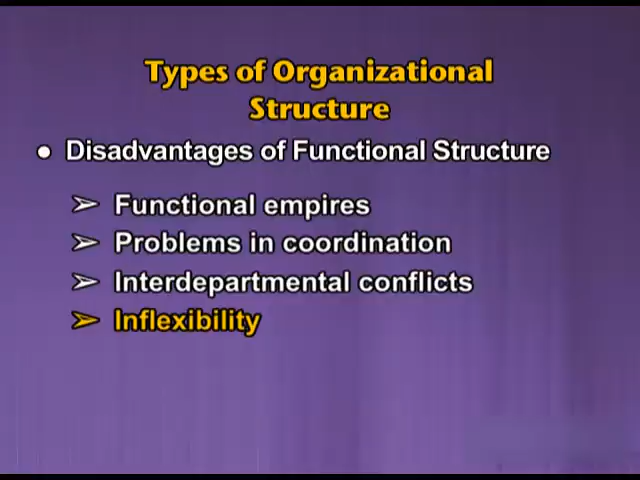 Types of Organizational
Structure
● Disadvantages of Functional Structure
➢ Functional empires
➢ Problems in coordination
➢ Interdepartmental conflicts
➢ Inflexibility